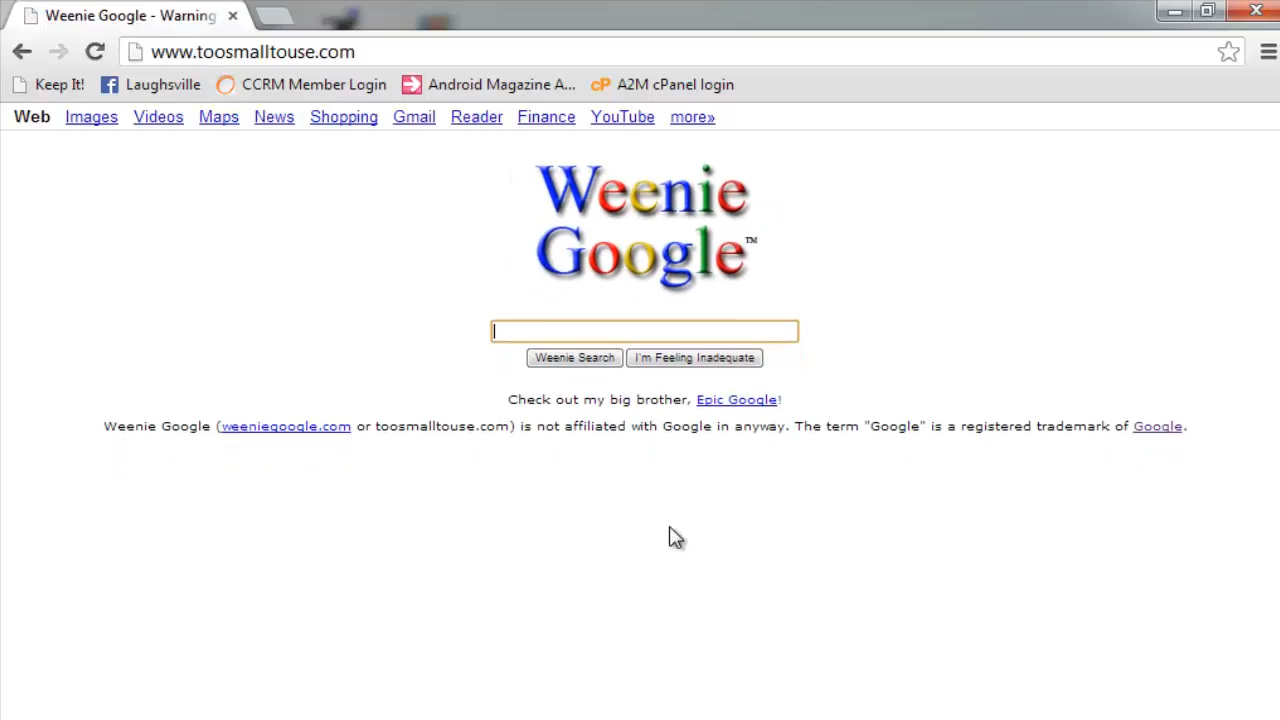 Weenie Google - Warning
www.toosmalltouse.com
Keep It! Laughsville CCRM Member Login Android Magazine A... cP A2M cPanel login
Web Images Videos Maps News Shopping Gmail Reader Finance YouTube more»
Weenie
Google™
Weenie Search I'm Feeling Inadequate
Check out my big brother, Epic Google!
Weenie Google (weeniegoogle.com or toosmalltouse.com) is not affiliated with Google in anyway. The term "Google" is a registered trademark of Google.